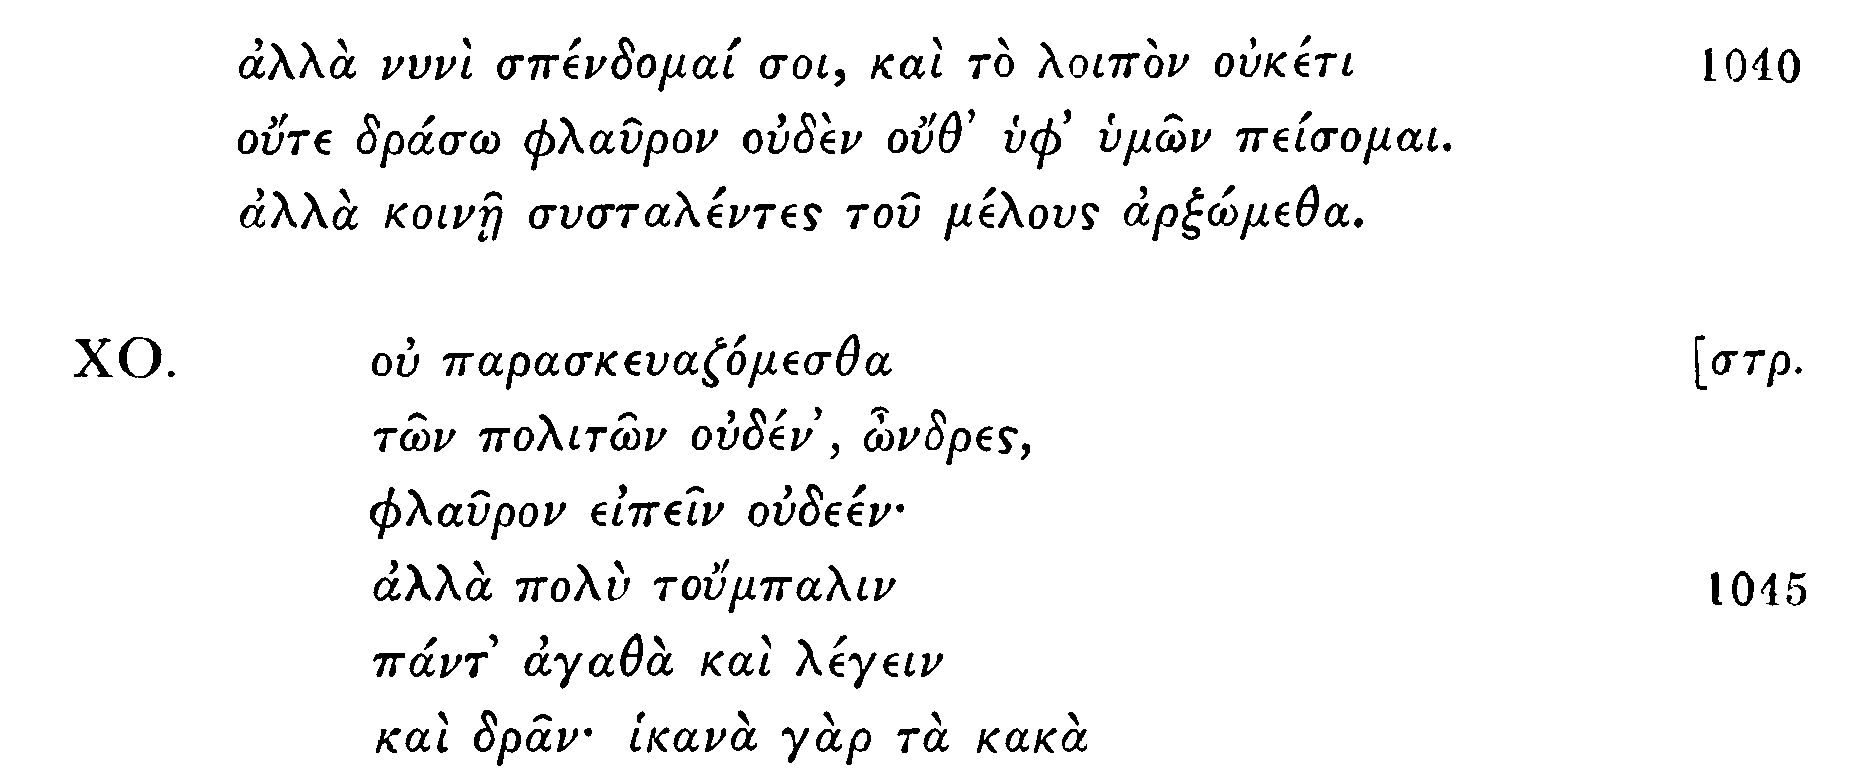 ἀλλὰ νυνὶ σπένδομαί σοι, καὶ τὸ λοιπὸν οὐκέτι 1040
οὔτε δράσω φλαῦρον οὐδὲν οὔθ’ ὑφ’ ὑμῶν πείσομαι.
ἀλλὰ κοινῇ συσταλέντες τοῦ μέλους ἀρξώμεθα.
ΧΟ. οὐ παρασκευαζόμεσθα [στρ.
τῶν πολιτῶν οὐδέν’, ὦνδρες,
φλαῦρον εἰπεῖν οὐδεέν·
ἀλλὰ πολὺ τοὔμπαλιν 1045
πάντ’ ἀγαθὰ καὶ λέγειν
καὶ δρᾶν· ἱκανὰ γὰρ τὰ κακὰ